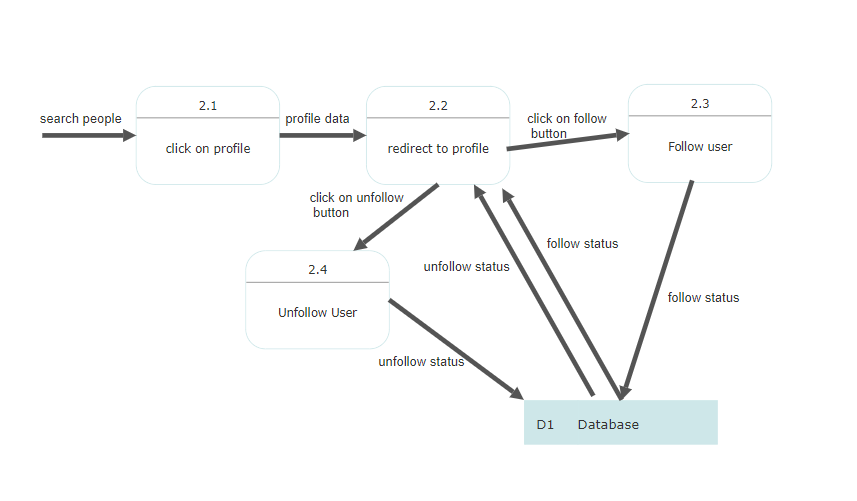 2.1
click on profile
2.2
redirect to profile
2.3
Follow user
search people
profile data
click on follow
button
click on unfollow
button
2.4
Unfollow User
follow status
unfollow status
follow status
unfollow status
D1 Database